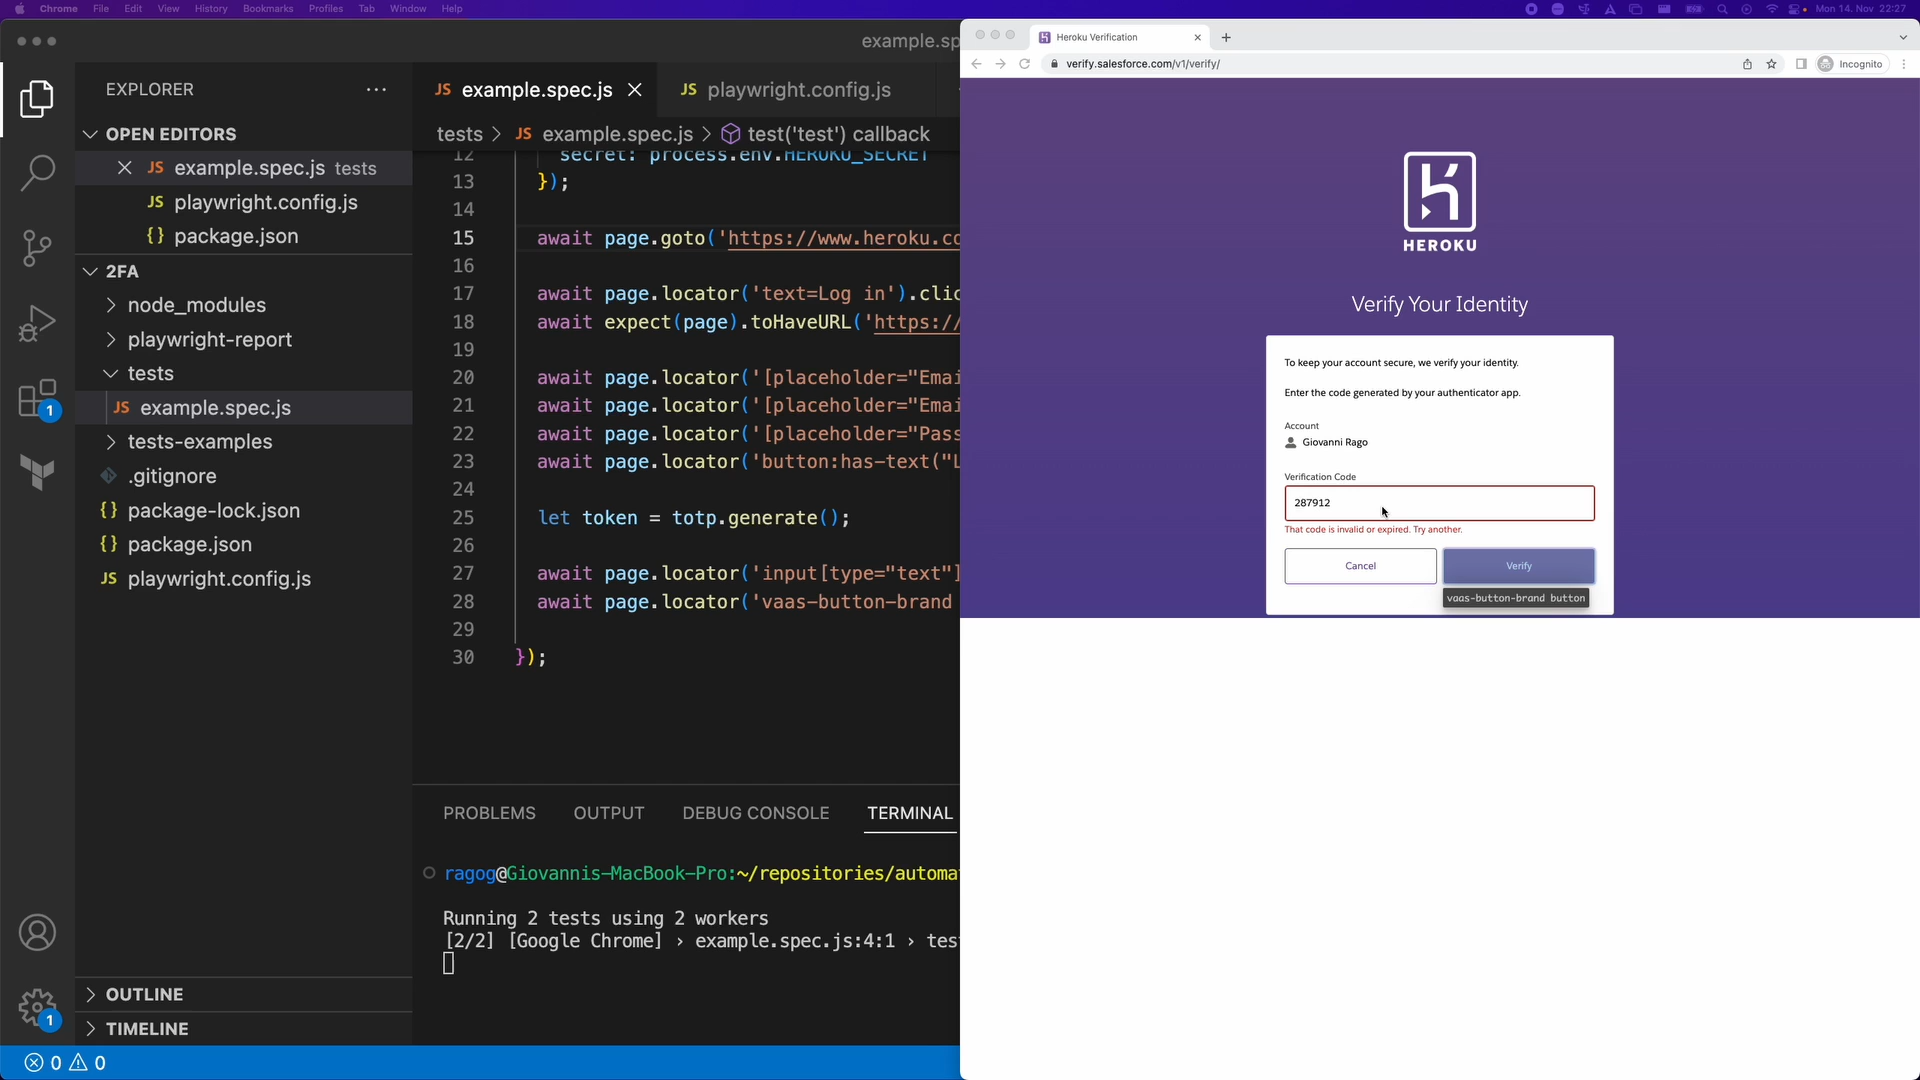 Chrome File Edit View History Bookmarks Profiles Tab Window Help
Mon 14. Nov 22:27
example.sp
EXPLORER
OPEN EDITORS
JS example.spec.js tests
JS playwright.config.js
{} package.json
2FA
node_modules
playwright-report
tests
JS example.spec.js
tests-examples
.gitignore
{} package-lock.json
{} package.json
JS playwright.config.js
OUTLINE
TIMELINE
1
1
0 0
JS example.spec.js
JS playwright.config.js
tests > JS example.spec.js > test('test') callback
12 secret: process.env.HEROKU_SECRET
13 });
14
15 await page.goto('https://www.heroku.co
16
17 await page.locator('text=Log in').clic
18 await expect(page).toHaveURL('https://
19
20 await page.locator('[placeholder="Emai
21 await page.locator('[placeholder="Emai
22 await page.locator('[placeholder="Pass
23 await page.locator('button:has-text("L
24
25 let token = totp.generate();
26
27 await page.locator('input[type="text"]
28 await page.locator('vaas-button-brand
29
30 });
PROBLEMS OUTPUT DEBUG CONSOLE TERMINAL
ragog@Giovannis-MacBook-Pro:~/repositories/automa
Running 2 tests using 2 workers
[2/2] [Google Chrome] › example.spec.js:4:1 › tes
Heroku Verification
verify.salesforce.com/v1/verify/
Incognito
HEROKU
Verify Your Identity
To keep your account secure, we verify your identity.
Enter the code generated by your authenticator app.
Account
Giovanni Rago
Verification Code
287912
That code is invalid or expired. Try another.
Cancel
Verify
vaas-button-brand button